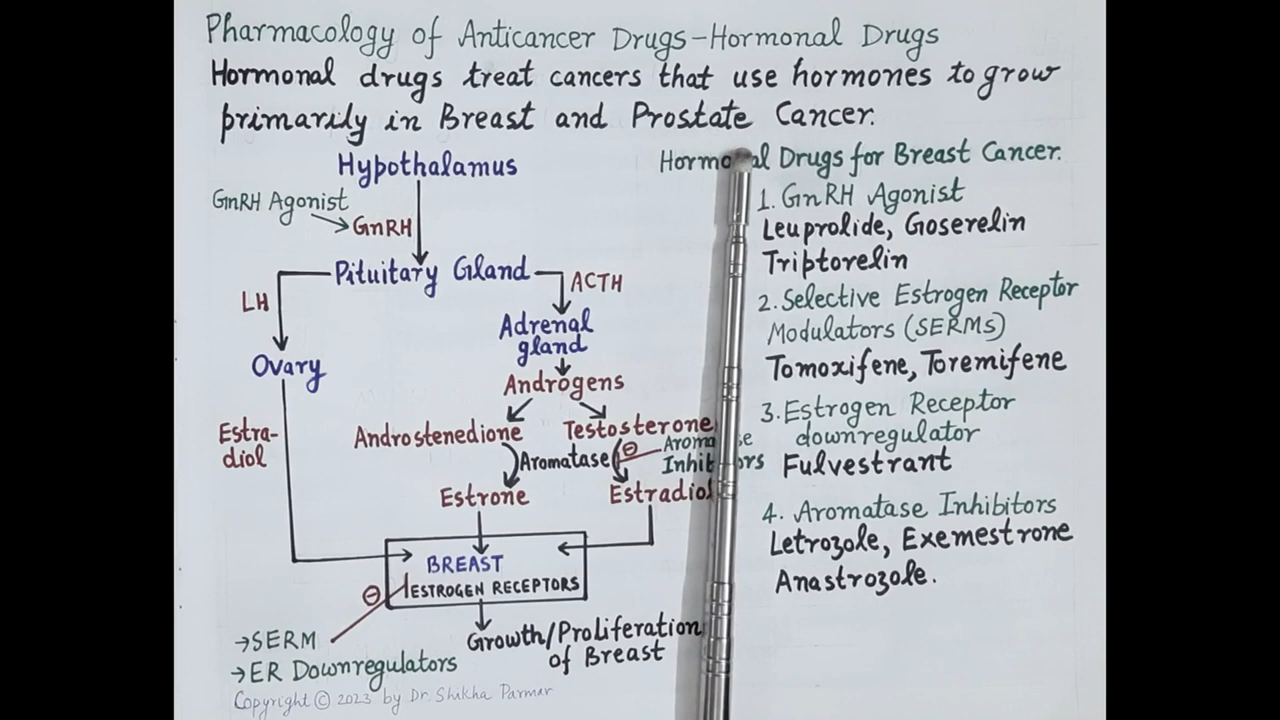 Pharmacology of Anticancer Drugs-Hormonal Drugs
Hormonal drugs treat cancers that use hormones to grow
primarily in Breast and Prostate Cancer.
Hypothalamus
GnRH Agonist
GnRH
Pituitary Gland
LH
ACTH
Ovary
Adrenal
gland
Androgens
Estra-
diol
Androstenedione
Testosterone
Aromatase
Estrone
Estradiol
BREAST
ESTROGEN RECEPTORS
→SERM
→ER Downregulators
Growth/Proliferation
of Breast
Copyright © 2023 by Dr. Shikha Parmar
Drugs for Breast Cancer.
1. GnRH Agonist
Leuprolide, Goserelin
Triptorelin
2. Selective Estrogen Receptor
Modulators (SERMs)
Tomoxifene, Toremifene
3. Estrogen Receptor
downregulator
Fulvestrant
4. Aromatase Inhibitors
Letrozole, Exemestrone
Anastrozole.